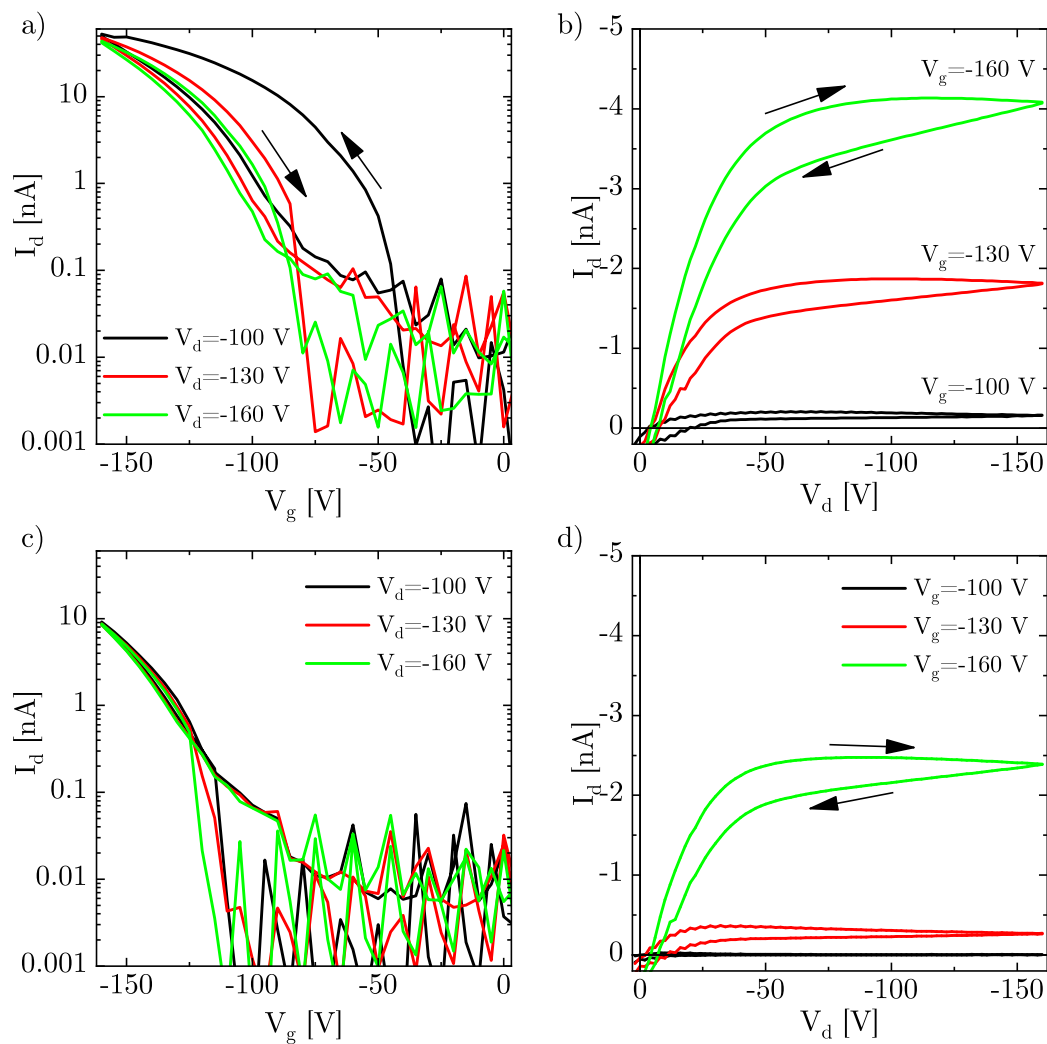 a)
10
1
0.1
0.01
0.001
I_d [nA]
V_d=-100 V
V_d=-130 V
V_d=-160 V
-150 -100 -50 0
V_g [V]
b)
-5
-4
-3
-2
-1
0
I_d [nA]
V_g=-160 V
V_g=-130 V
V_g=-100 V
0 -50 -100 -150
V_d [V]
c)
10
1
0.1
0.01
0.001
I_d [nA]
V_d=-100 V
V_d=-130 V
V_d=-160 V
-150 -100 -50 0
V_g [V]
d)
-5
-4
-3
-2
-1
0
I_d [nA]
V_g=-100 V
V_g=-130 V
V_g=-160 V
0 -50 -100 -150
V_d [V]